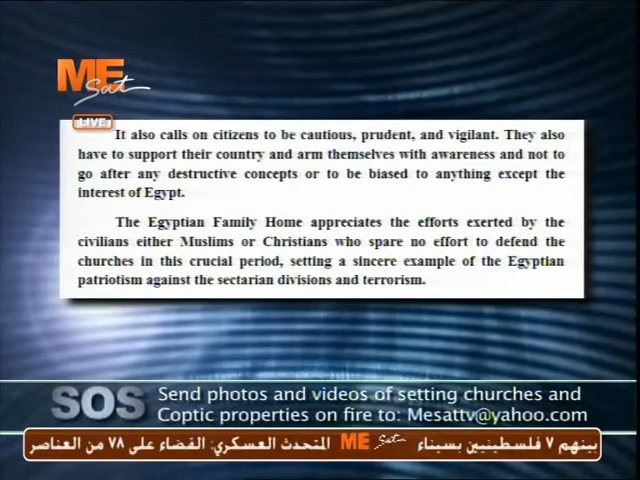 ME Sat
LIVE
It also calls on citizens to be cautious, prudent, and vigilant. They also
have to support their country and arm themselves with awareness and not to
go after any destructive concepts or to be biased to anything except the
interest of Egypt.
The Egyptian Family Home appreciates the efforts exerted by the
civilians either Muslims or Christians who spare no effort to defend the
churches in this crucial period, setting a sincere example of the Egyptian
patriotism against the sectarian divisions and terrorism.
SOS
Send photos and videos of setting churches and
Coptic properties on fire to: Mesattv@yahoo.com
بينهم ٧ فلسطينيين بسيناء ME Sat المتحدث العسكري: القضاء على ٧٨ من العناصر